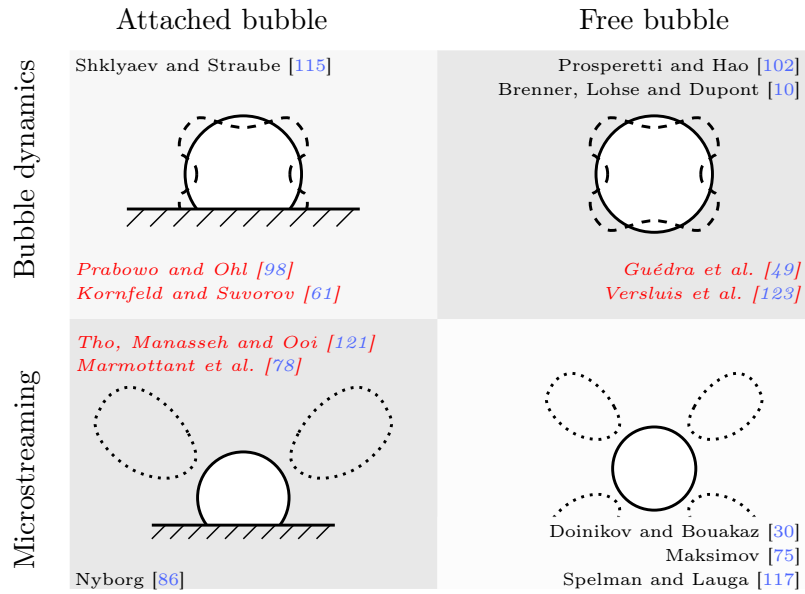 Attached bubble
Free bubble
Bubble dynamics
Shklyaev and Straube [115]
Prabowo and Ohl [98]
Kornfeld and Suvorov [61]
Prosperetti and Hao [102]
Brenner, Lohse and Dupont [10]
Guédra et al. [49]
Versluis et al. [123]
Microstreaming
Tho, Manasseh and Ooi [121]
Marmottant et al. [78]
Nyborg [86]
Doinikov and Bouakaz [30]
Maksimov [75]
Spelman and Lauga [117]